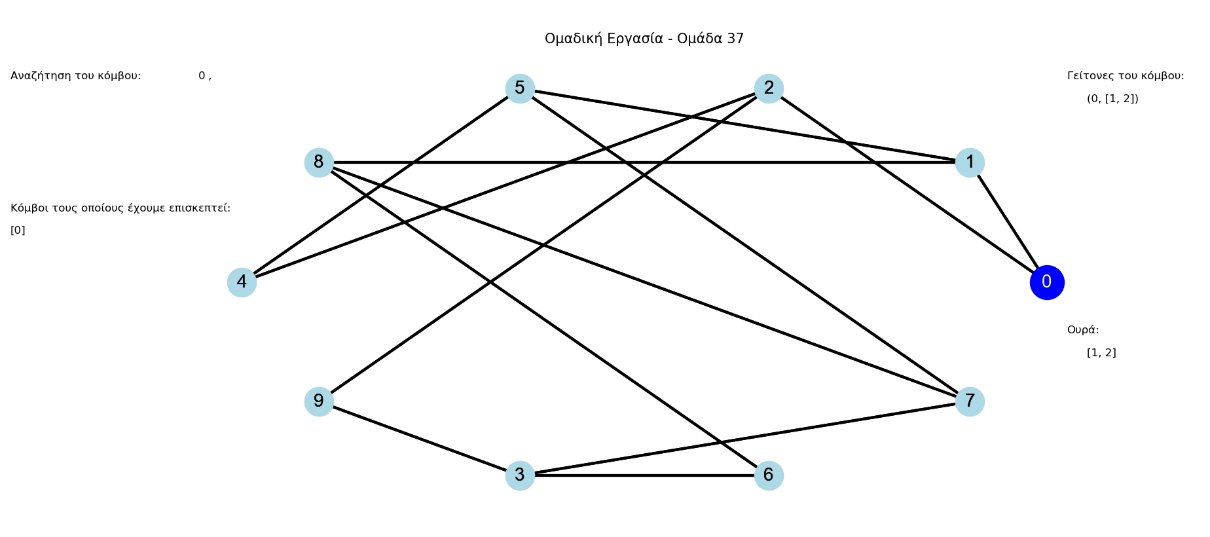 Ομαδική Εργασία - Ομάδα 37
Αναζήτηση του κόμβου: 0 ,
Γείτονες του κόμβου:
(0, [1, 2])
5
2
8
1
Κόμβοι τους οποίους έχουμε επισκεπτεί:
[0]
4
0
Ουρά:
[1, 2]
9
7
3
6